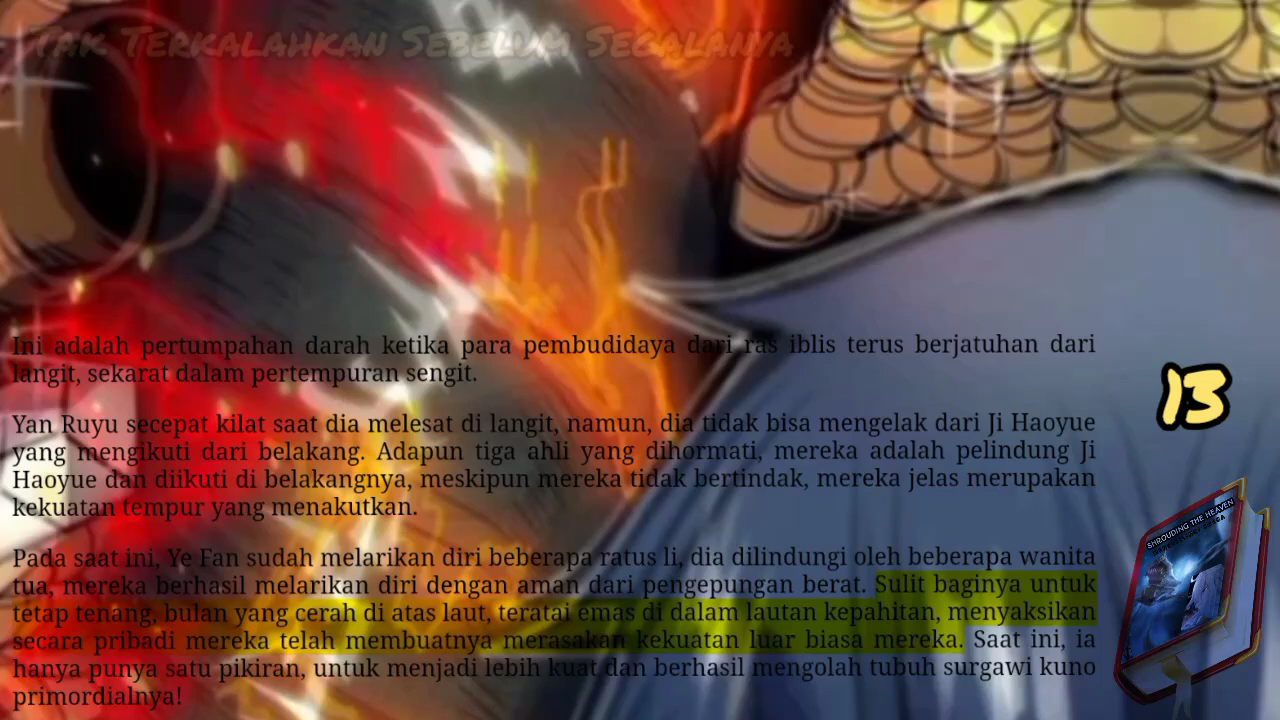 Tak Terkalahkan Sebelum Segalanya
Ini adalah pertumpahan darah ketika para pembudidaya dari ras iblis terus berjatuhan dari
langit, sekarat dalam pertempuran sengit.
Yan Ruyu secepat kilat saat dia melesat di langit, namun, dia tidak bisa mengelak dari Ji Haoyue
yang mengikuti dari belakang. Adapun tiga ahli yang dihormati, mereka adalah pelindung Ji
Haoyue dan diikuti di belakangnya, meskipun mereka tidak bertindak, mereka jelas merupakan
kekuatan tempur yang menakutkan.
13
Pada saat ini, Ye Fan sudah melarikan diri beberapa ratus li, dia dilindungi oleh beberapa wanita
tua, mereka berhasil melarikan diri dengan aman dari pengepungan berat. Sulit baginya untuk
tetap tenang, bulan yang cerah di atas laut, teratai emas di dalam lautan kepahitan, menyaksikan
secara pribadi mereka telah membuatnya merasakan kekuatan luar biasa mereka. Saat ini, ia
hanya punya satu pikiran, untuk menjadi lebih kuat dan berhasil mengolah tubuh surgawi kuno
primordialnya!
SHROUDING THE HEAVEN